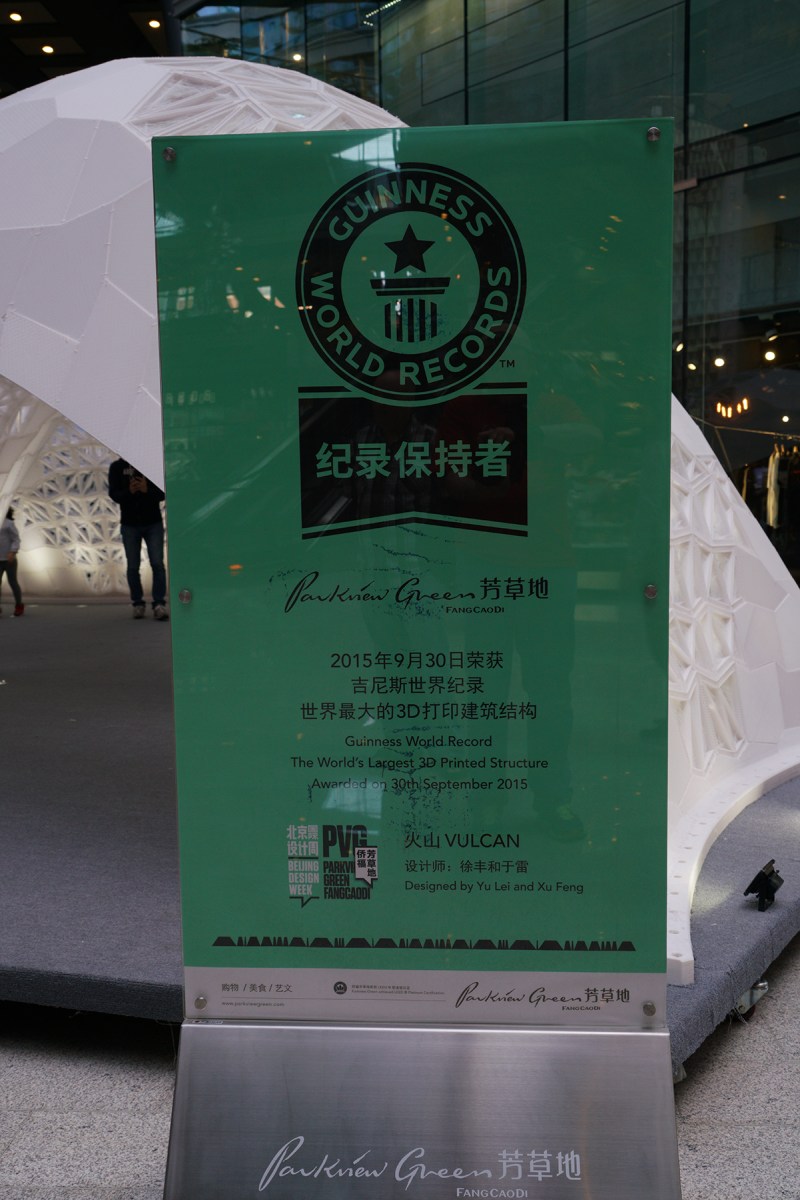 GUINNESS
WORLD RECORDS
TM
纪录保持者
Parkview Green 芳草地
FANGCAODI
2015年9月30日荣获
吉尼斯世界纪录
世界最大的3D打印建筑结构
Guinness World Record
The World's Largest 3D Printed Structure
Awarded on 30th September 2015
北京
设计周
BEIJING
DESIGN
WEEK
PVG
PARKVIEW
GREEN
FANGCAODI
侨福
芳草地
火山 VULCAN
设计师：徐丰和于雷
Designed by Yu Lei and Xu Feng
购物 / 美食 / 艺文
www.parkviewgreen.com
Parkview Green 芳草地
FANGCAODI
Parkview Green 芳草地
FANGCAODI